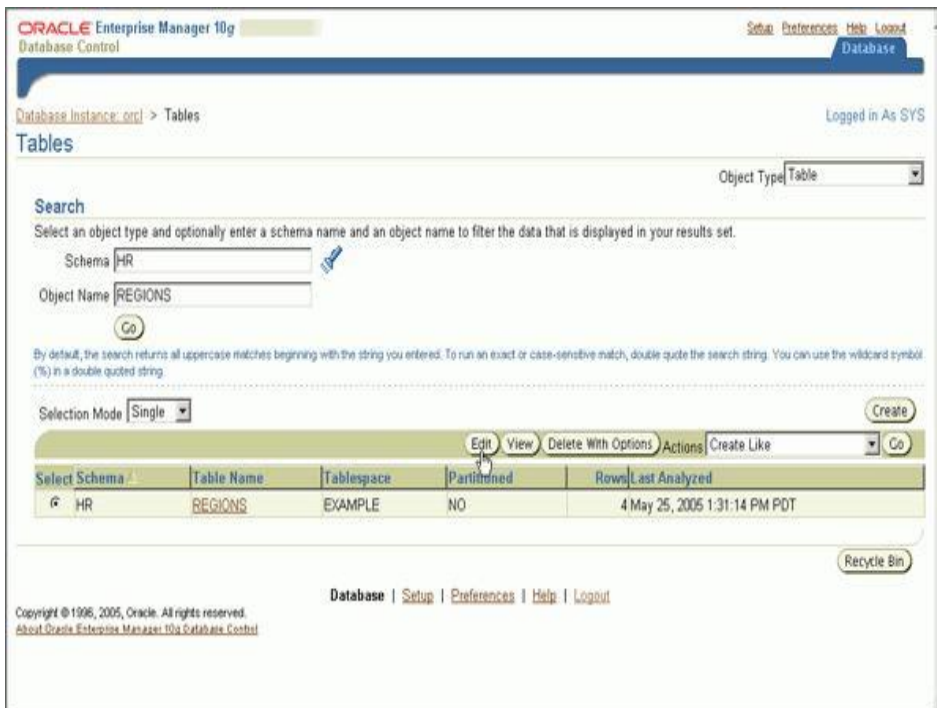 ORACLE Enterprise Manager 10g
Database Control
Setup Preferences Help Logout
Database
Database Instance: orcl > Tables
Logged in As SYS
Tables
Object Type Table
Search
Select an object type and optionally enter a schema name and an object name to filter the data that is displayed in your results set.
Schema HR
Object Name REGIONS
Go
By default, the search returns all uppercase matches beginning with the string you entered. To run an exact or case-sensitive match, double quote the search string. You can use the wildcard symbol
(%) in a double quoted string.
Selection Mode Single
Create
Edit View Delete With Options Actions Create Like Go
Select Schema Table Name Tablespace Partitioned Rows Last Analyzed
HR REGIONS EXAMPLE NO 4 May 25, 2005 1:31:14 PM PDT
Recycle Bin
Database | Setup | Preferences | Help | Logout
Copyright © 1996, 2005, Oracle. All rights reserved.
About Oracle Enterprise Manager 10g Database Control